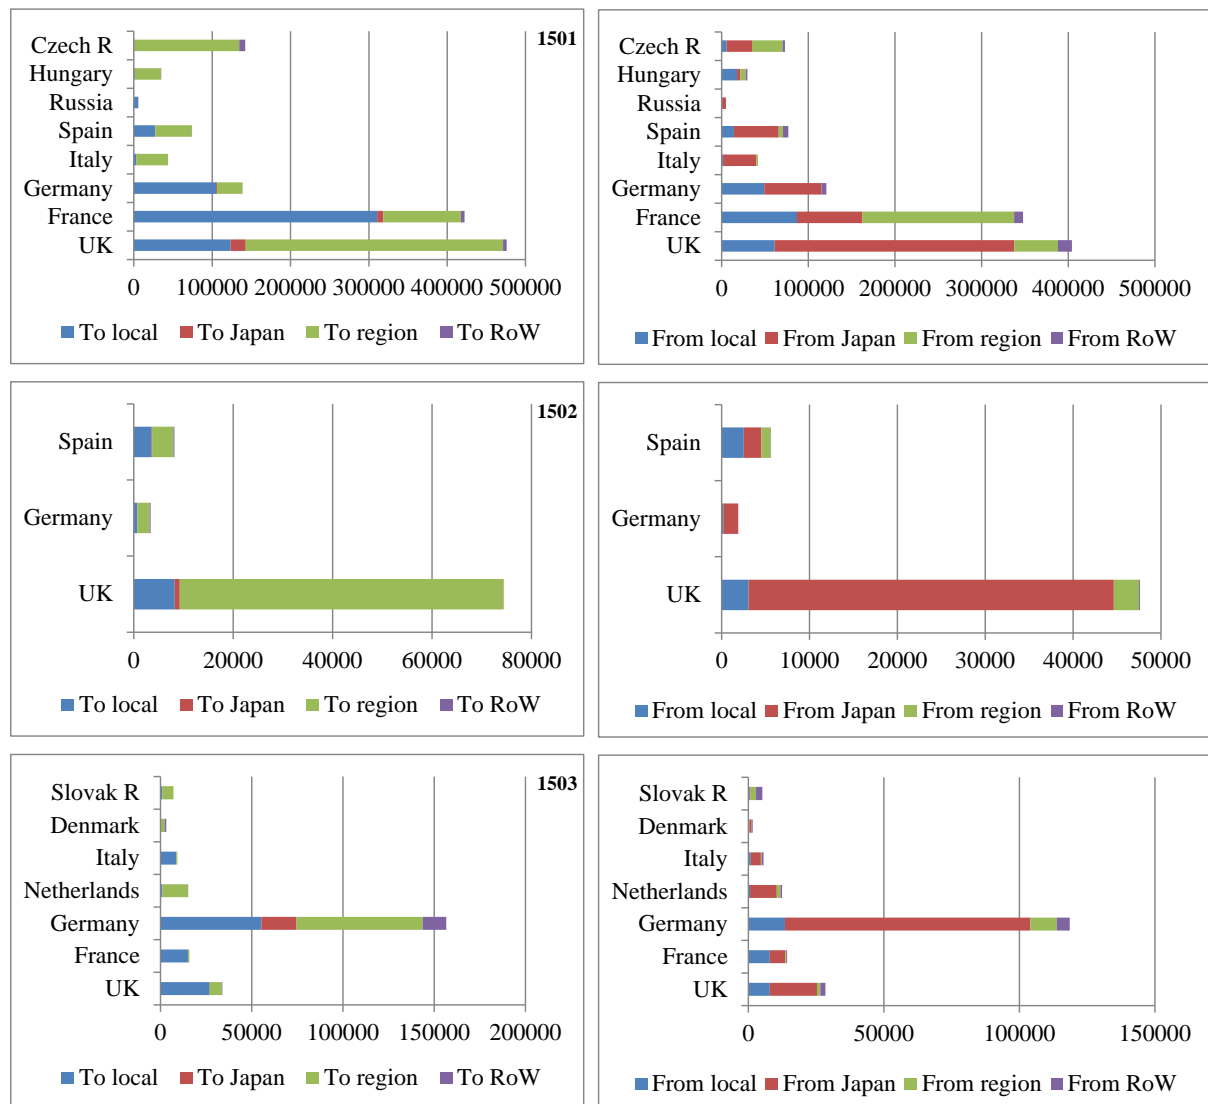 1501
Czech R
Hungary
Russia
Spain
Italy
Germany
France
UK
0 100000 200000 300000 400000 500000
To local To Japan To region To RoW
Czech R
Hungary
Russia
Spain
Italy
Germany
France
UK
0 100000 200000 300000 400000 500000
From local From Japan From region From RoW
1502
Spain
Germany
UK
0 20000 40000 60000 80000
To local To Japan To region To RoW
Spain
Germany
UK
0 10000 20000 30000 40000 50000
From local From Japan From region From RoW
1503
Slovak R
Denmark
Italy
Netherlands
Germany
France
UK
0 50000 100000 150000 200000
To local To Japan To region To RoW
Slovak R
Denmark
Italy
Netherlands
Germany
France
UK
0 50000 100000 150000
From local From Japan From region From RoW